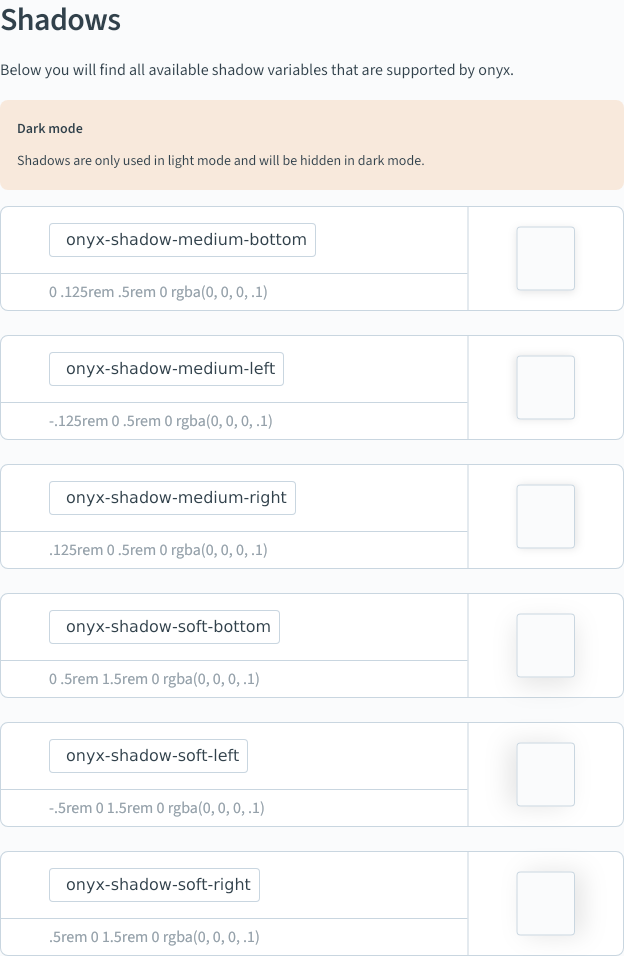 Shadows
Below you will find all available shadow variables that are supported by onyx.
Dark mode
Shadows are only used in light mode and will be hidden in dark mode.
onyx-shadow-medium-bottom
0 .125rem .5rem 0 rgba(0, 0, 0, .1)
onyx-shadow-medium-left
-.125rem 0 .5rem 0 rgba(0, 0, 0, .1)
onyx-shadow-medium-right
.125rem 0 .5rem 0 rgba(0, 0, 0, .1)
onyx-shadow-soft-bottom
0 .5rem 1.5rem 0 rgba(0, 0, 0, .1)
onyx-shadow-soft-left
-.5rem 0 1.5rem 0 rgba(0, 0, 0, .1)
onyx-shadow-soft-right
.5rem 0 1.5rem 0 rgba(0, 0, 0, .1)